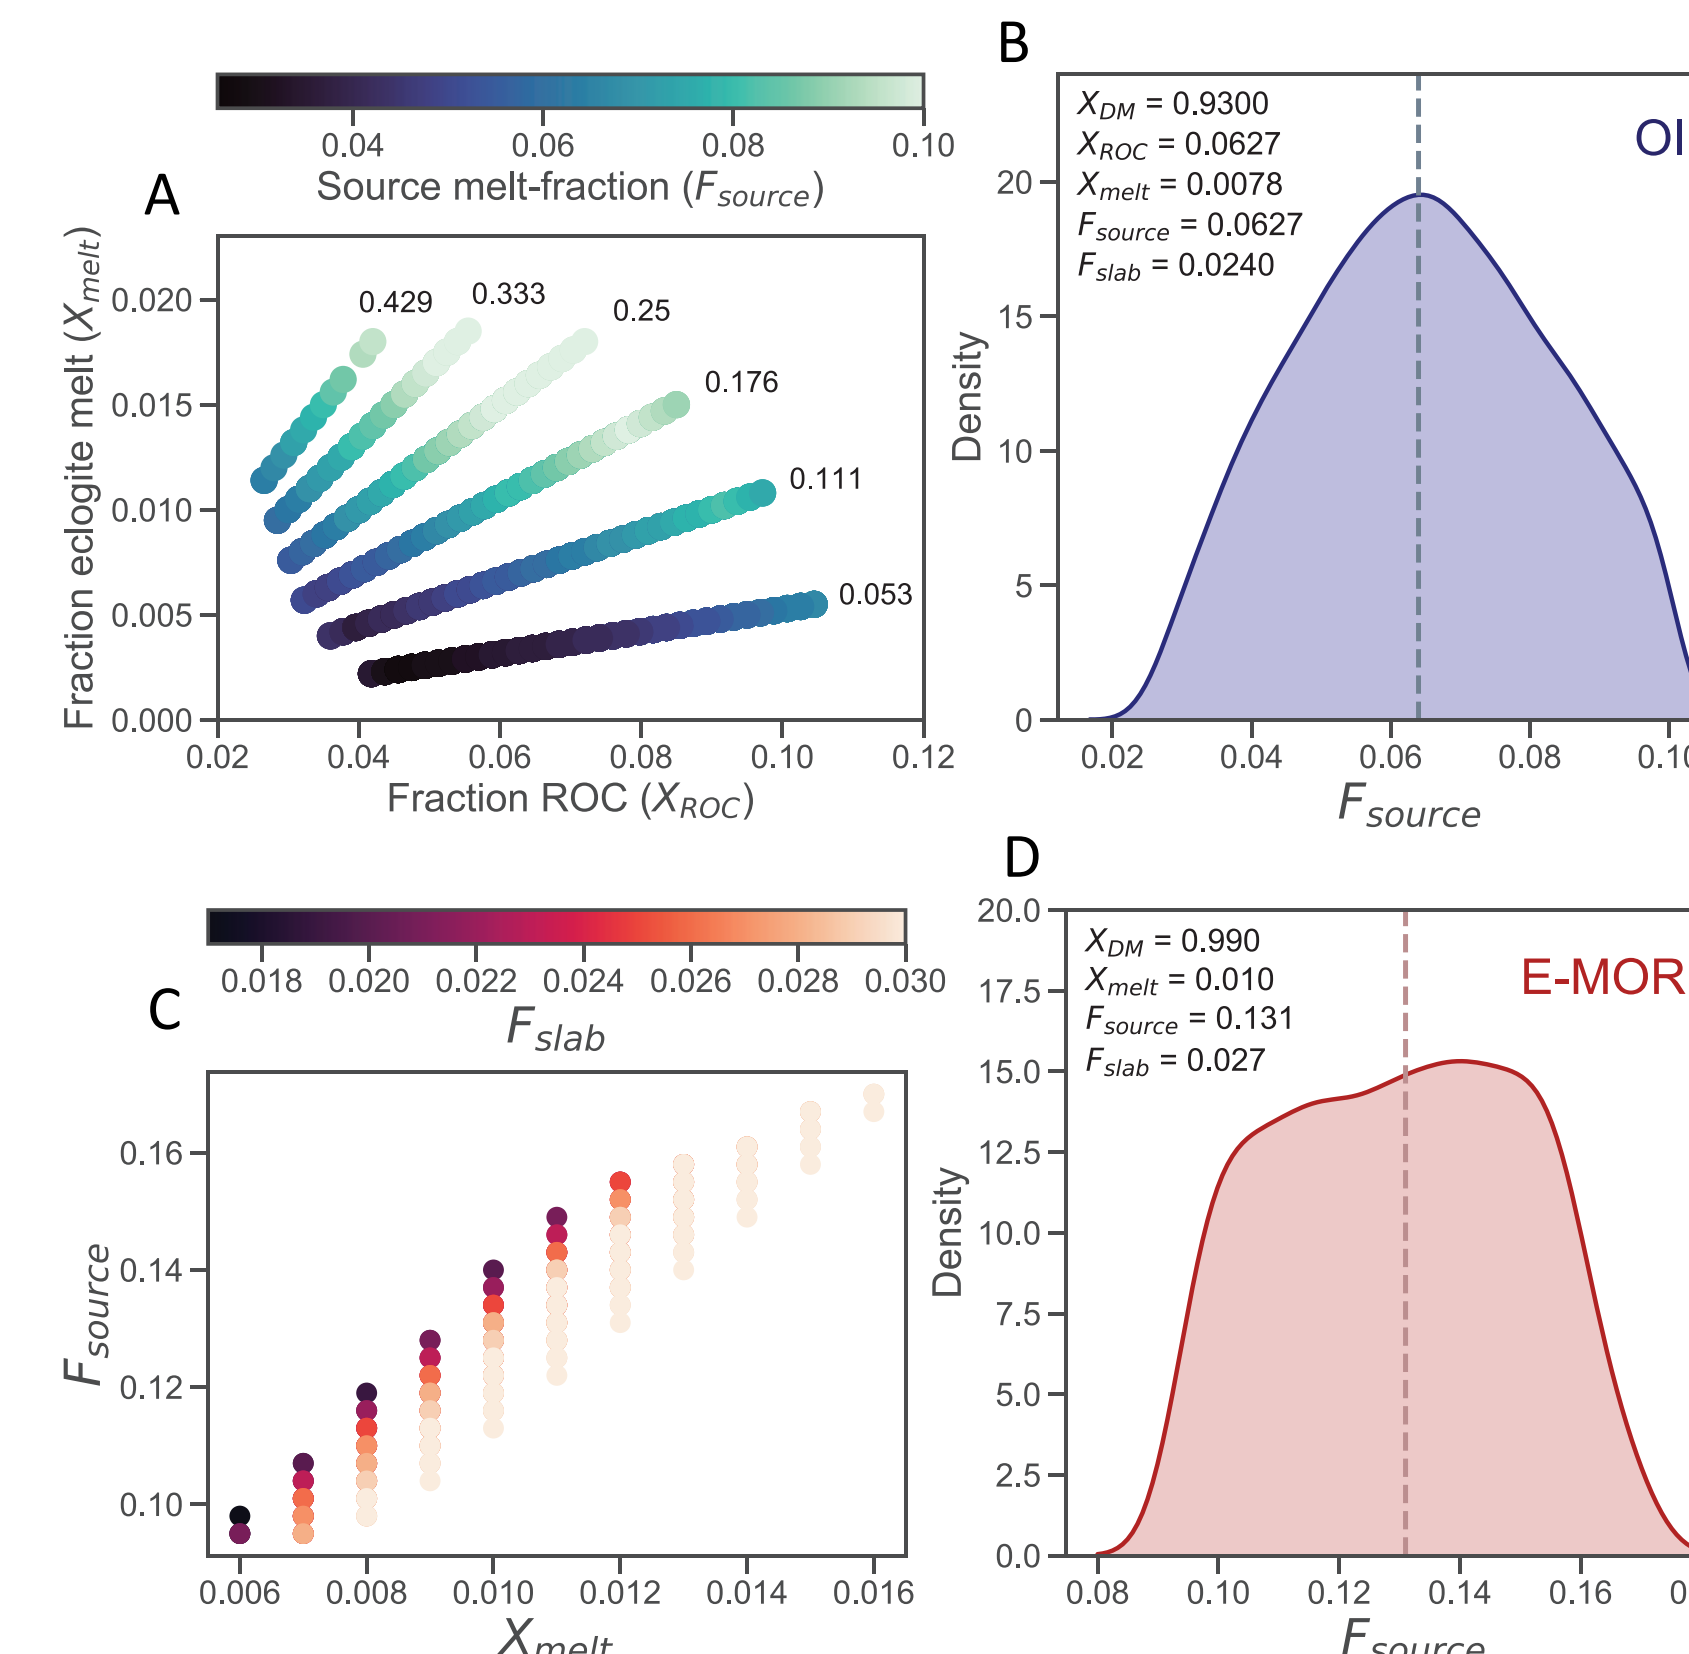 A
0.04 0.06 0.08 0.10
Source melt-fraction (F_source)
0.020
0.015
0.010
0.005
0.000
Fraction eclogite melt (X_melt)
0.429 0.333 0.25
0.176
0.111
0.053
0.02 0.04 0.06 0.08 0.10 0.12
Fraction ROC (X_ROC)
B
X_DM = 0.9300
X_ROC = 0.0627
X_melt = 0.0078
F_source = 0.0627
F_slab = 0.0240
OI
20
15
10
5
0
Density
0.02 0.04 0.06 0.08 0.10
F_source
C
0.018 0.020 0.022 0.024 0.026 0.028 0.030
F_slab
0.16
0.14
0.12
0.10
F_source
0.006 0.008 0.010 0.012 0.014 0.016
X_melt
D
X_DM = 0.990
X_melt = 0.010
F_source = 0.131
F_slab = 0.027
E-MOR
20.0
17.5
15.0
12.5
10.0
7.5
5.0
2.5
0.0
Density
0.08 0.10 0.12 0.14 0.16
F_source